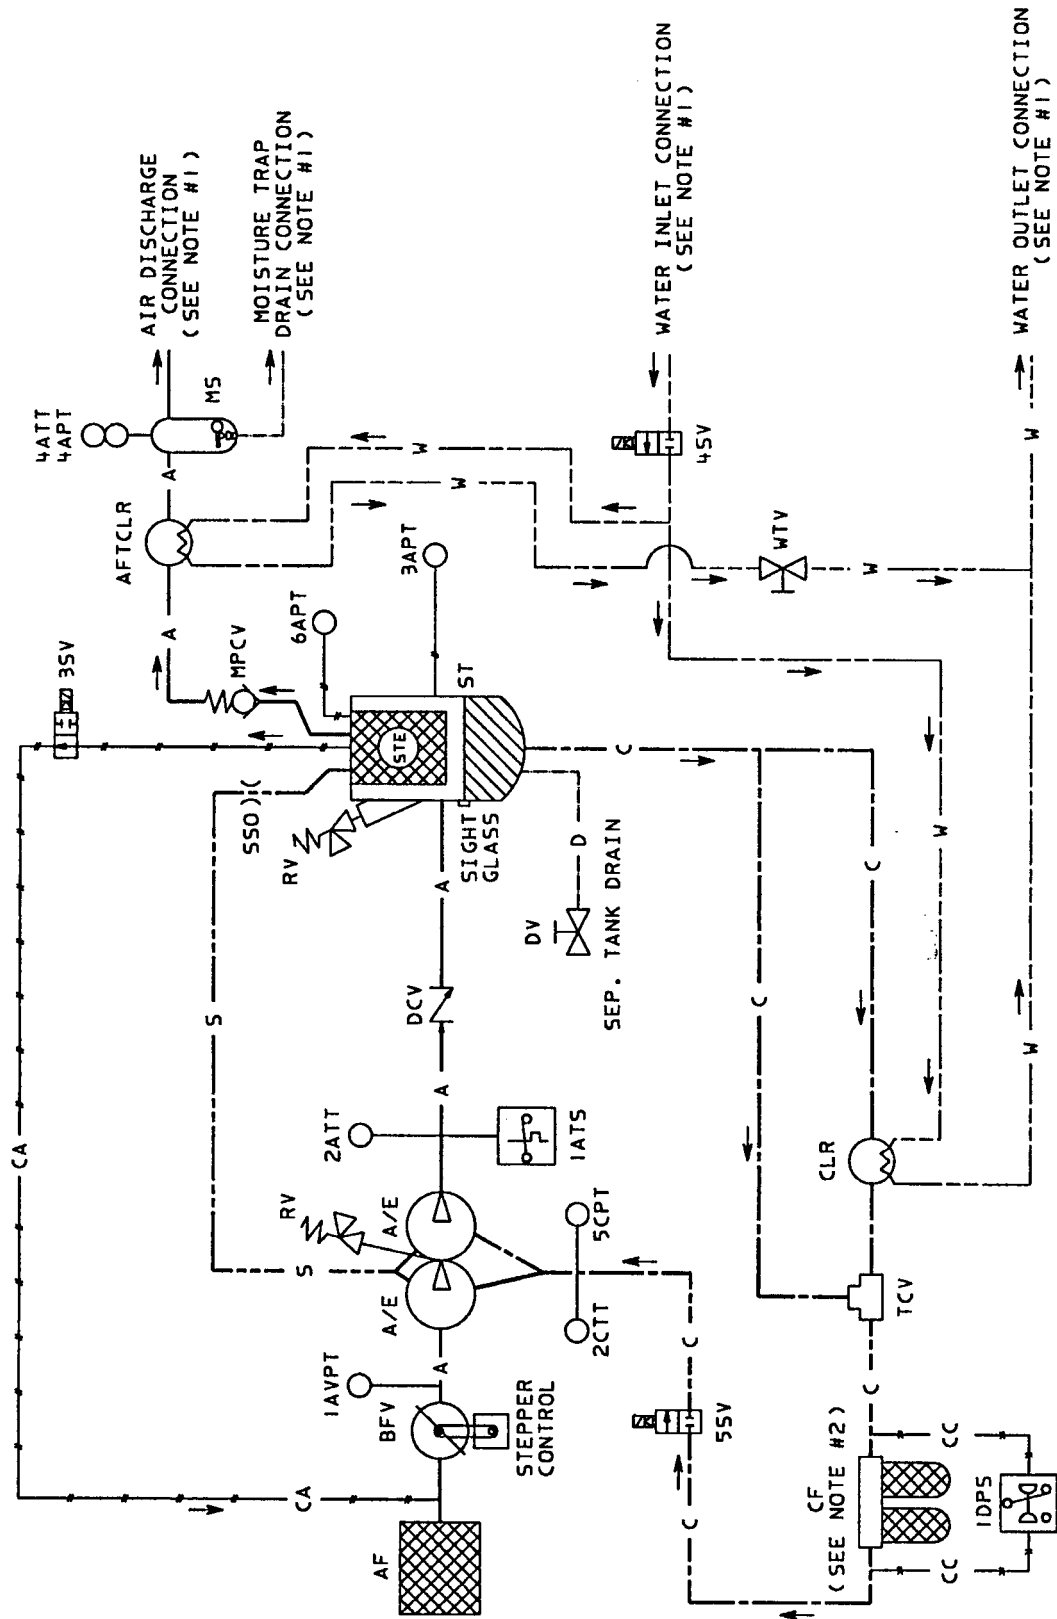 CA
3SV
4ATT
4APT
AFTCLR
A
A
AIR DISCHARGE
CONNECTION
(SEE NOTE #1)
MS
S
SSO
MPCV
MOISTURE TRAP
DRAIN CONNECTION
(SEE NOTE #1)
CA
S
RV
RV
6APT
1AVPT
2ATT
AF
BFV
A/E
A/E
STE
3APT
W
W
A
A
DCV
A
SIGHT
GLASS
ST
STEPPER
CONTROL
1ATS
DV
D
SEP. TANK DRAIN
2CTT
5CPT
C
WATER INLET CONNECTION
(SEE NOTE #1)
4SV
C
C
5SV
C
WTV
W
CF
(SEE NOTE #2)
C
TCV
CLR
C
W
CC
CC
1DPS
W
W
WATER OUTLET CONNECTION
(SEE NOTE #1)